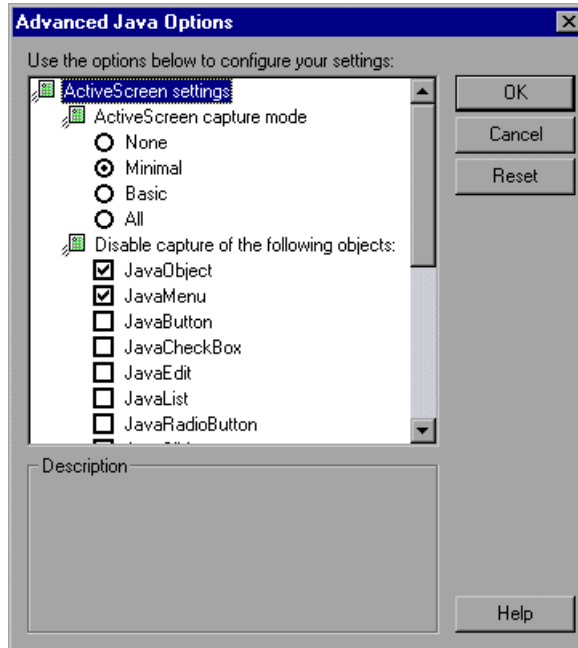 Advanced Java Options
Use the options below to configure your settings:
ActiveScreen settings
ActiveScreen capture mode
None
Minimal
Basic
All
Disable capture of the following objects:
JavaObject
JavaMenu
JavaButton
JavaCheckBox
JavaEdit
JavaList
JavaRadioButton
OK
Cancel
Reset
Description
Help